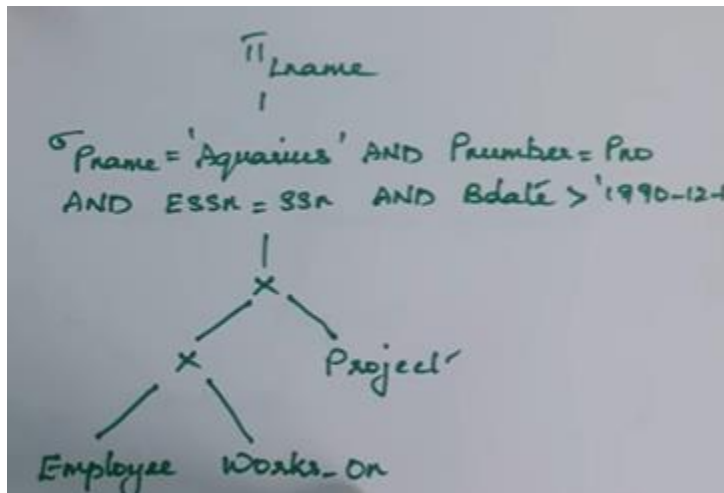 π Lname
σ Pname = 'Aquarius' AND Pnumber = Pno
AND ESSn = SSn AND Bdate > '1990-12-
×
× Project
Employee Works_on